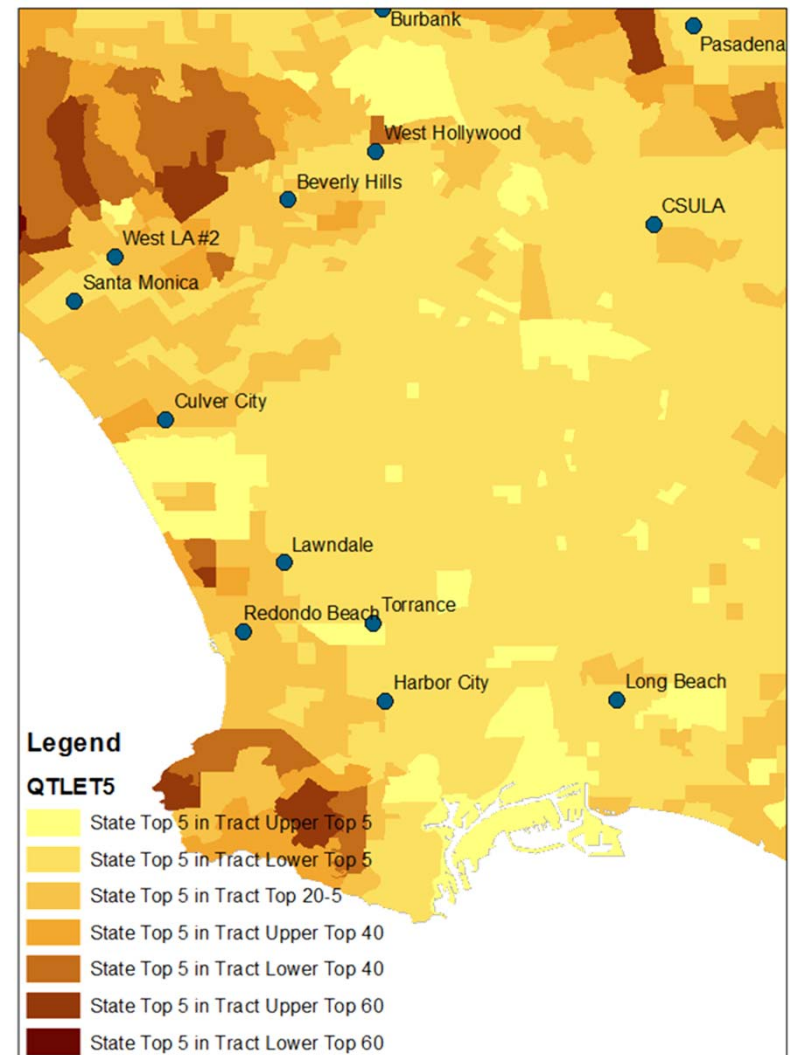 Burbank
Pasadena
West Hollywood
Beverly Hills
CSULA
West LA #2
Santa Monica
Culver City
Lawndale
Redondo Beach
Torrance
Harbor City
Long Beach
Legend
QTLET5
State Top 5 in Tract Upper Top 5
State Top 5 in Tract Lower Top 5
State Top 5 in Tract Top 20-5
State Top 5 in Tract Upper Top 40
State Top 5 in Tract Lower Top 40
State Top 5 in Tract Upper Top 60
State Top 5 in Tract Lower Top 60